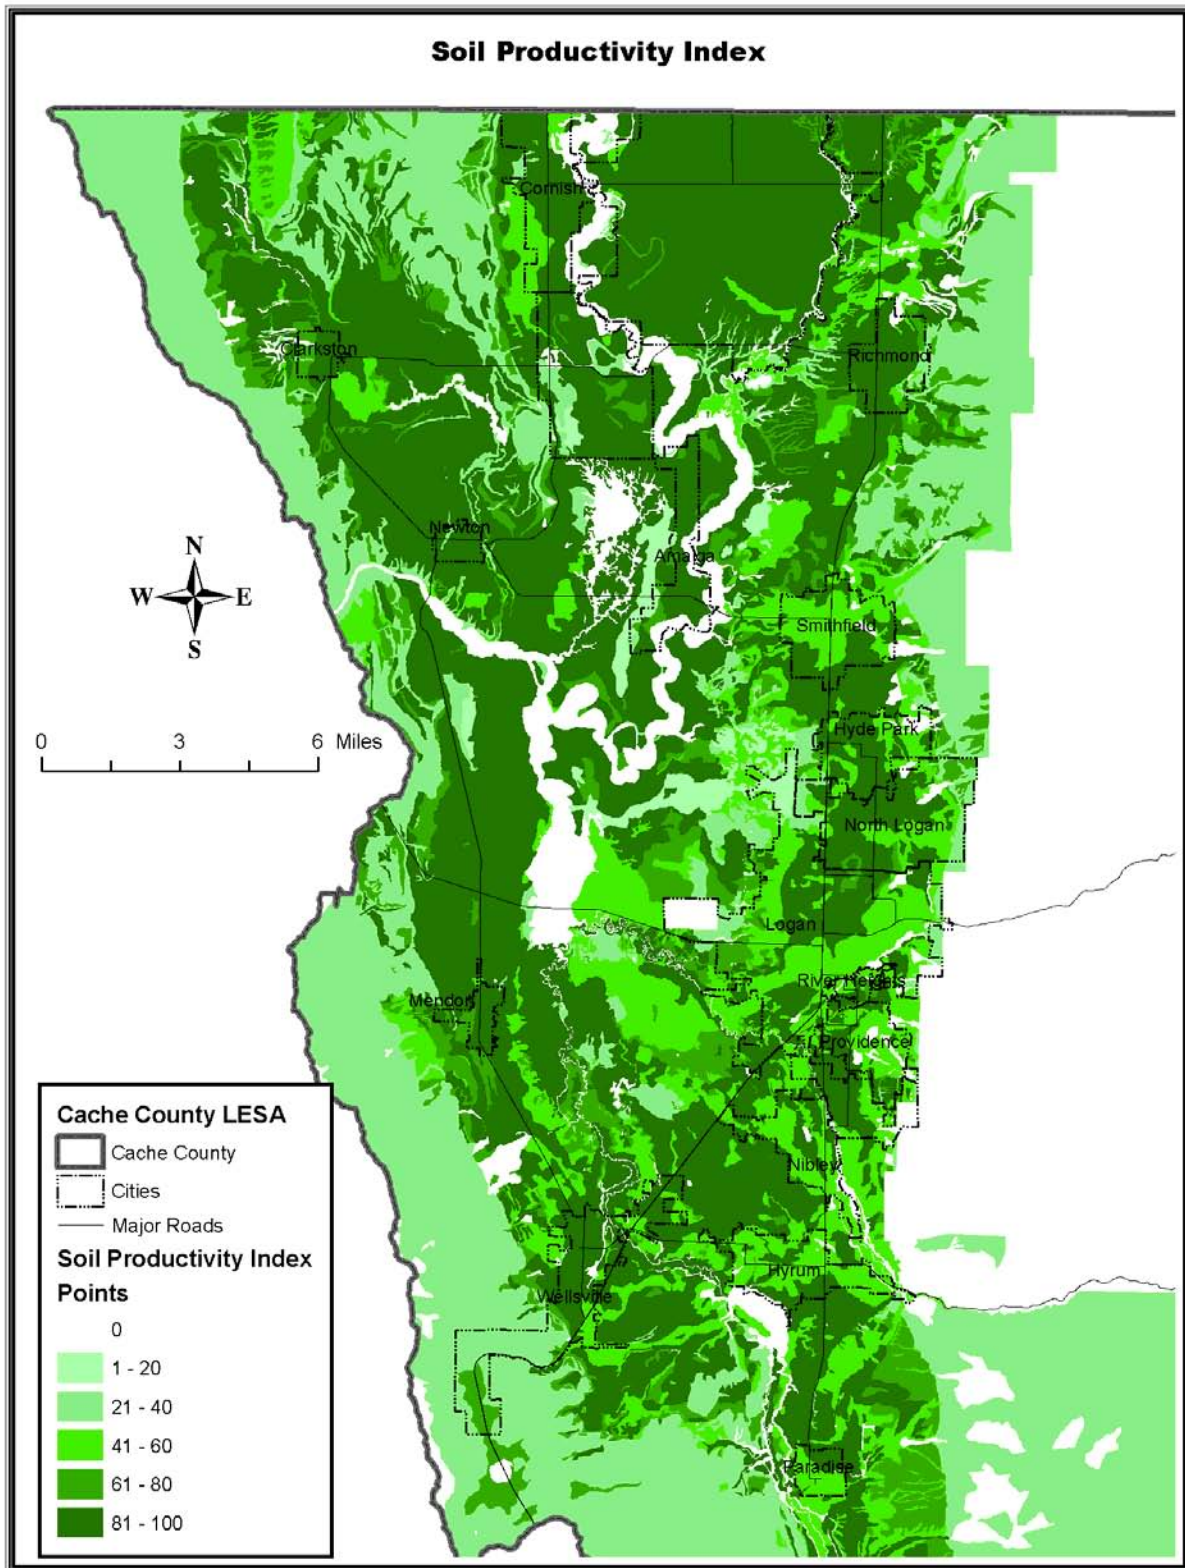 Soil Productivity Index
Cornish
Clarkston
Richmond
Newton
Amalga
N
W E
S
Smithfield
Hyde Park
0 3 6 Miles
North Logan
Logan
River Heights
Mendon
Providence
Nibley
Hyrum
Wellsville
Paradise
Cache County LESA
Cache County
Cities
Major Roads
Soil Productivity Index
Points
0
1 - 20
21 - 40
41 - 60
61 - 80
81 - 100